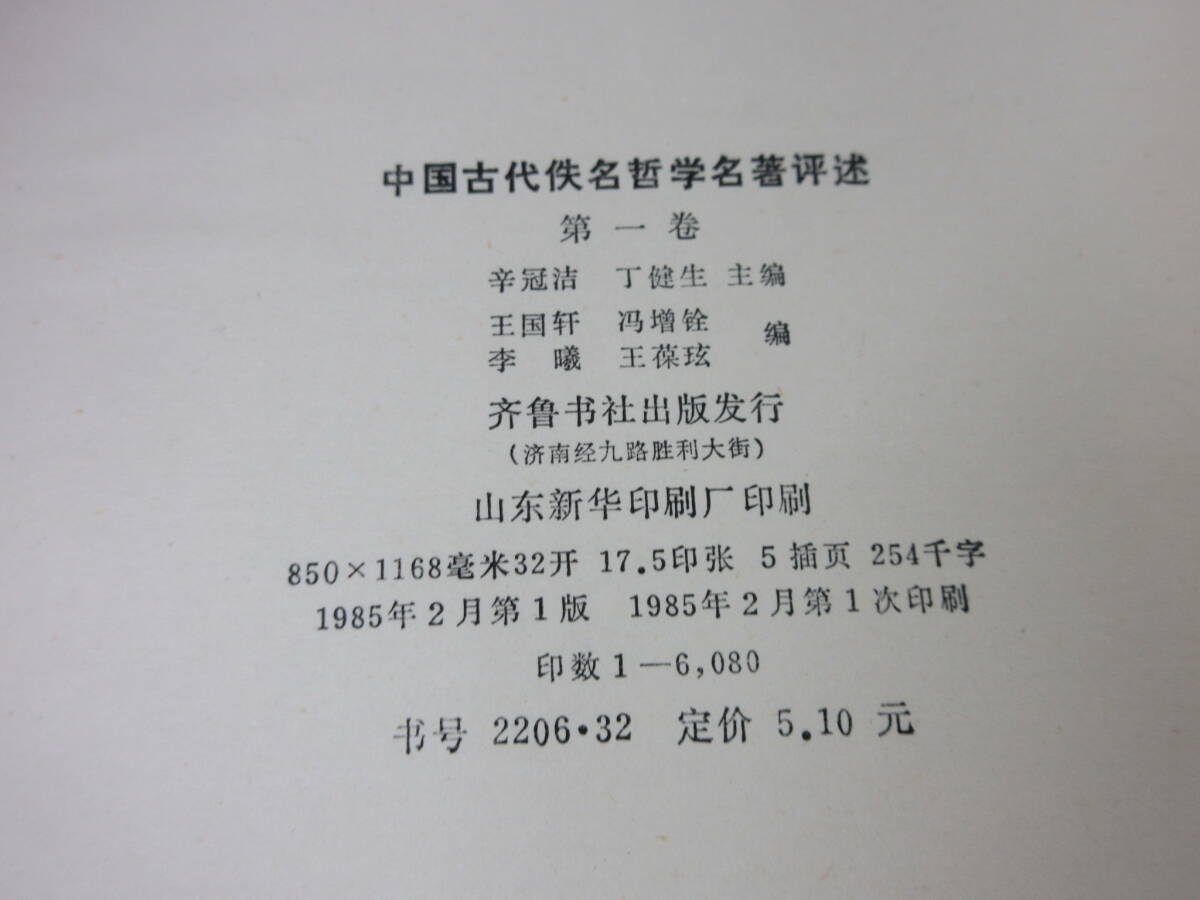 中国古代佚名哲学名著评述
第一卷
辛冠洁 丁健生 主编
王国轩 冯增铨
李曦 王葆玹 编
齐鲁书社出版发行
(济南经九路胜利大街)
山东新华印刷厂印刷
850×1168毫米32开 17.5印张 5插页 254千字
1985年2月第1版 1985年2月第1次印刷
印数1—6,080
书号 2206·32 定价 5.10 元